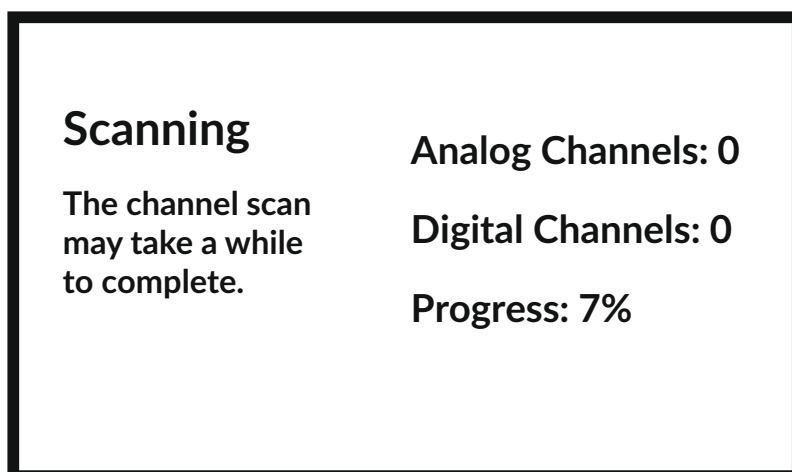 Scanning
The channel scan
may take a while
to complete.
Analog Channels: 0
Digital Channels: 0
Progress: 7%